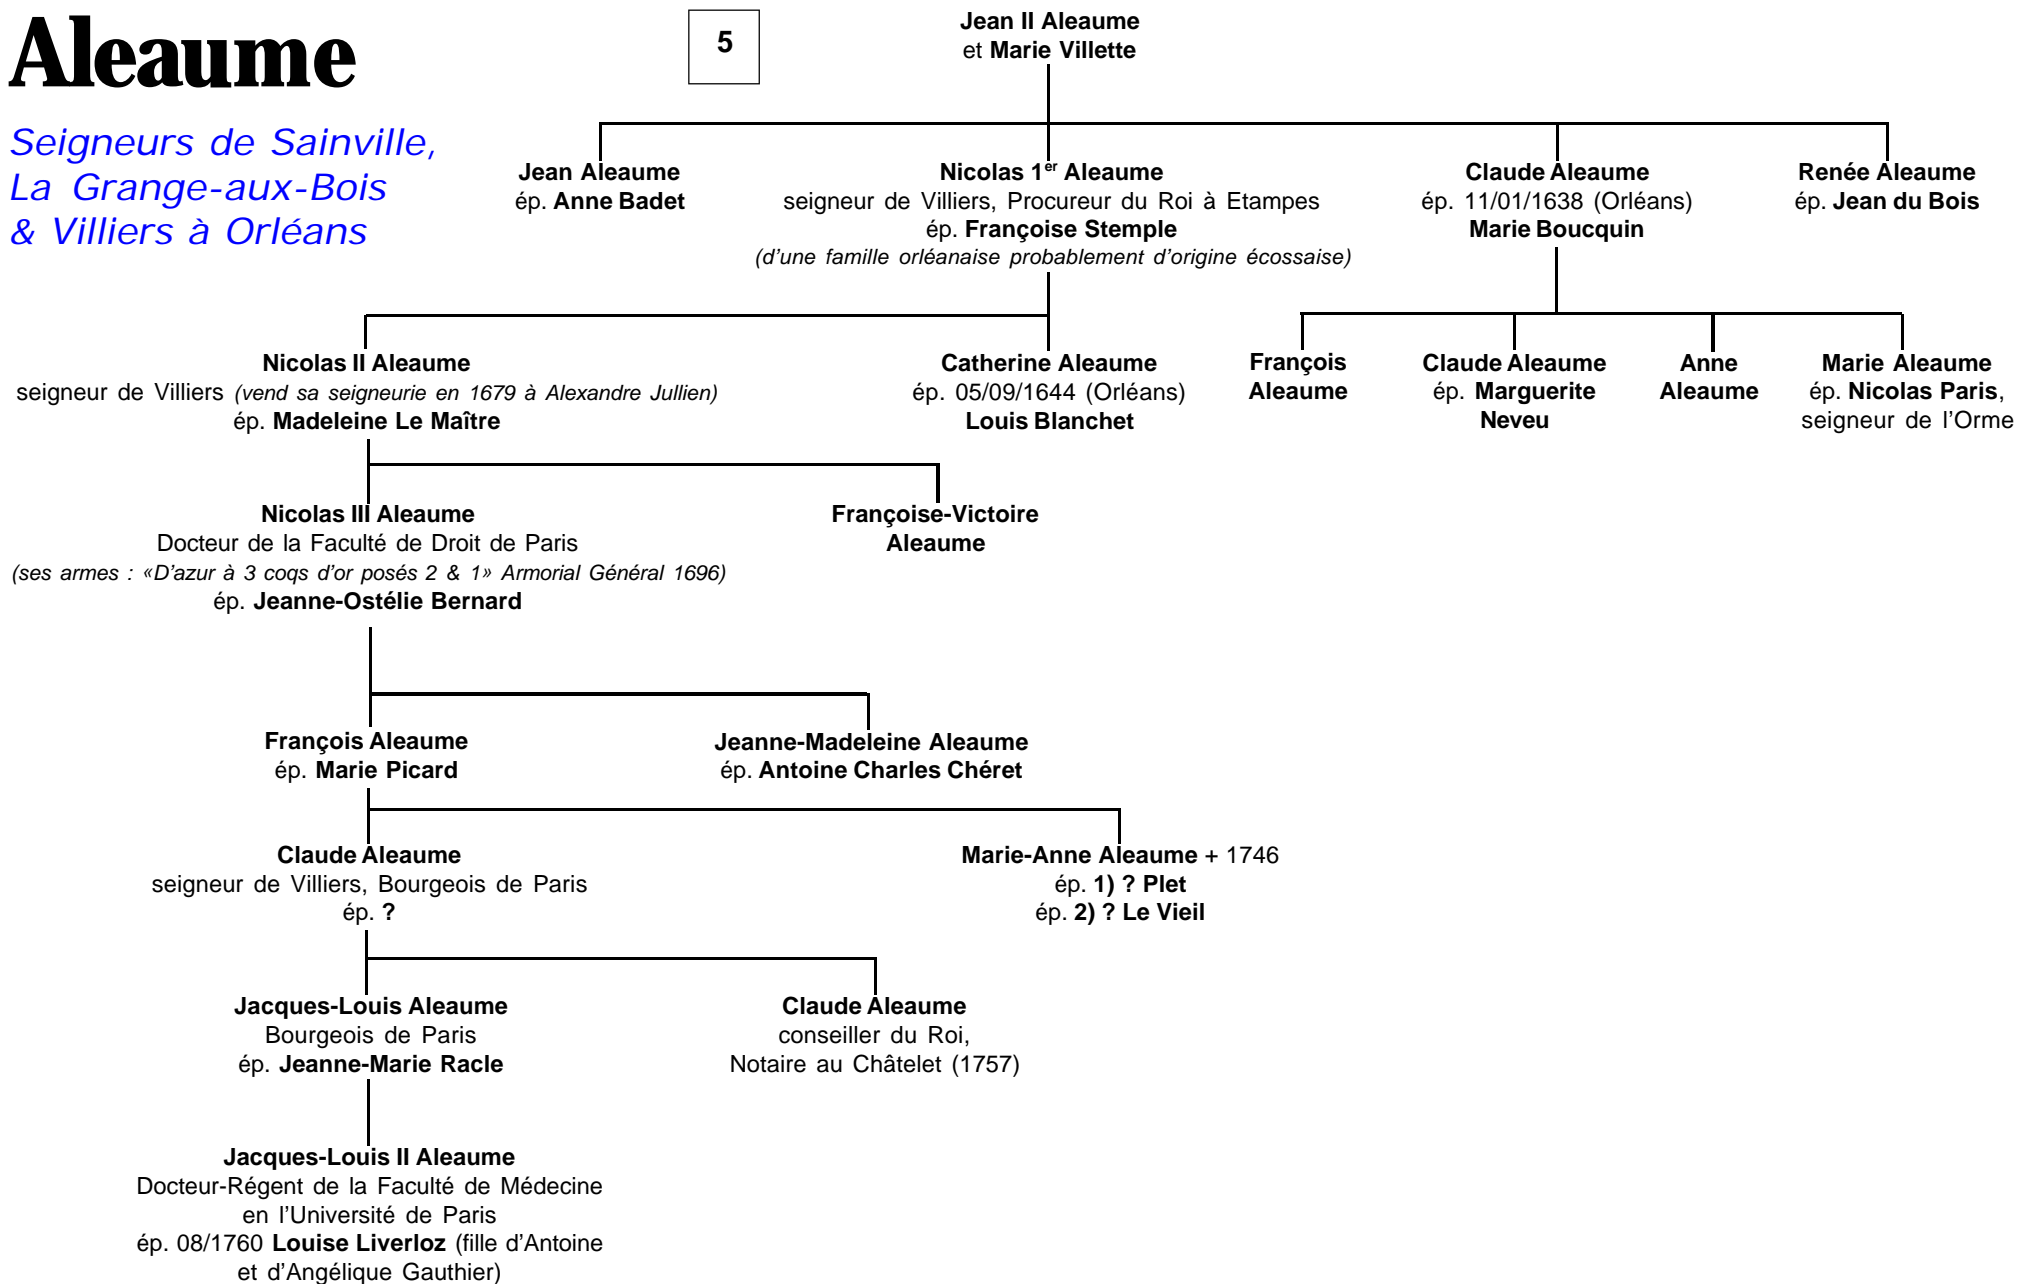 Aleaume
Seigneurs de Sainville,
La Grange-aux-Bois
& Villiers à Orléans
5
Jean II Aleaume
et Marie Villette
Jean Aleaume
ép. Anne Badet
Nicolas 1er Aleaume
seigneur de Villiers, Procureur du Roi à Etampes
ép. Françoise Stemple
(d'une famille orléanaise probablement d'origine écossaise)
Claude Aleaume
ép. 11/01/1638 (Orléans)
Marie Boucquin
Renée Aleaume
ép. Jean du Bois
Nicolas II Aleaume
seigneur de Villiers (vend sa seigneurie en 1679 à Alexandre Jullien)
ép. Madeleine Le Maître
Catherine Aleaume
ép. 05/09/1644 (Orléans)
Louis Blanchet
François
Aleaume
Claude Aleaume
ép. Marguerite
Neveu
Anne
Aleaume
Marie Aleaume
ép. Nicolas Paris,
seigneur de l'Orme
Nicolas III Aleaume
Docteur de la Faculté de Droit de Paris
(ses armes : «D'azur à 3 coqs d'or posés 2 & 1» Armorial Général 1696)
ép. Jeanne-Ostélie Bernard
Françoise-Victoire
Aleaume
François Aleaume
ép. Marie Picard
Jeanne-Madeleine Aleaume
ép. Antoine Charles Chéret
Claude Aleaume
seigneur de Villiers, Bourgeois de Paris
ép. ?
Marie-Anne Aleaume + 1746
ép. 1) ? Plet
ép. 2) ? Le Vieil
Jacques-Louis Aleaume
Bourgeois de Paris
ép. Jeanne-Marie Racle
Claude Aleaume
conseiller du Roi,
Notaire au Châtelet (1757)
Jacques-Louis II Aleaume
Docteur-Régent de la Faculté de Médecine
en l'Université de Paris
ép. 08/1760 Louise Liverloz (fille d'Antoine
et d'Angélique Gauthier)